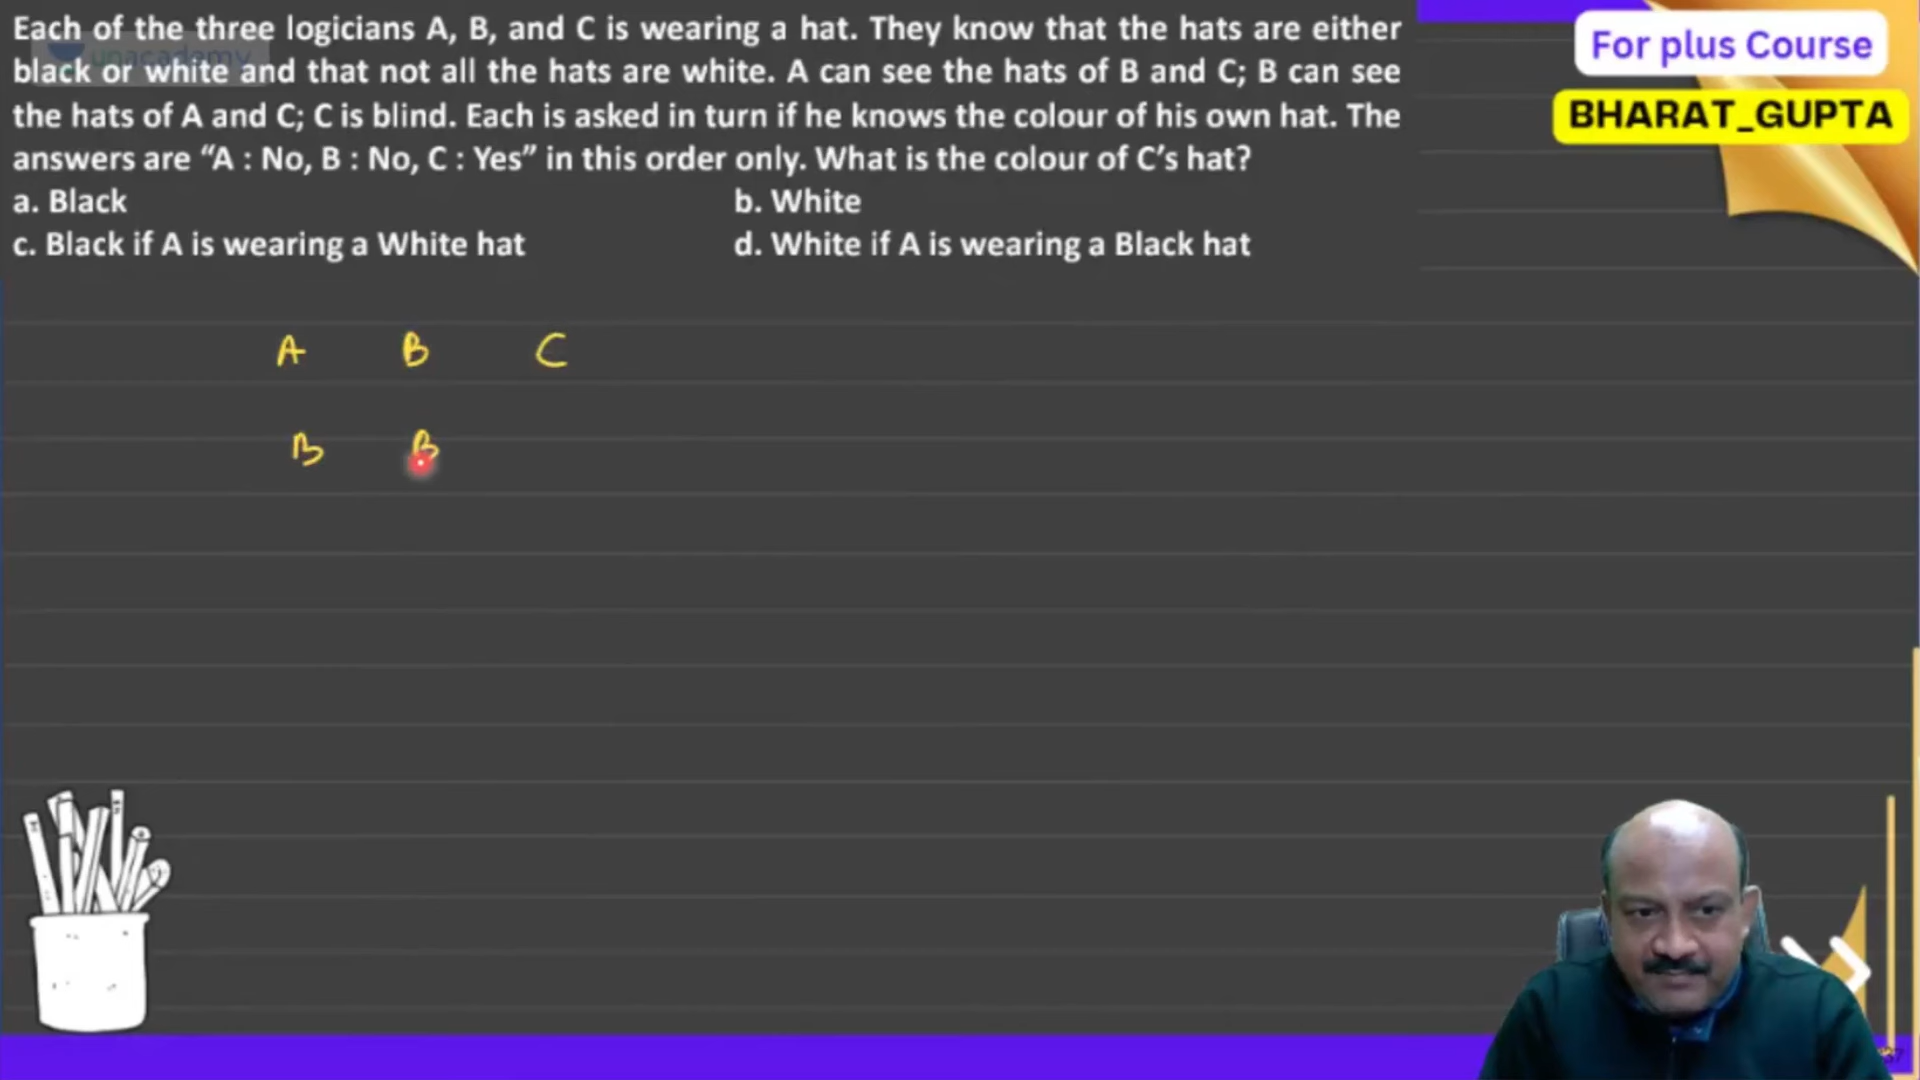 Each of the three logicians A, B, and C is wearing a hat. They know that the hats are either
black or white and that not all the hats are white. A can see the hats of B and C; B can see
the hats of A and C; C is blind. Each is asked in turn if he knows the colour of his own hat. The
answers are “A : No, B : No, C : Yes” in this order only. What is the colour of C’s hat?
a. Black b. White
c. Black if A is wearing a White hat d. White if A is wearing a Black hat
unacademy
For plus Course
BHARAT_GUPTA
A B C
B B